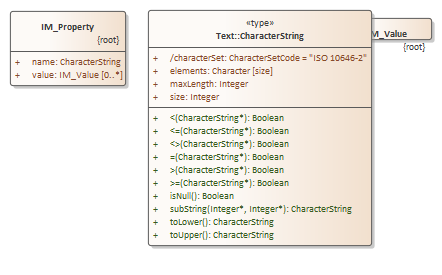 IM_Property
{root}
+ name: CharacterString
+ value: IM_Value [0..*]
«type»
Text::CharacterString
+ /characterSet: CharacterSetCode = "ISO 10646-2"
+ elements: Character [size]
+ maxLength: Integer
+ size: Integer
+ <(CharacterString*): Boolean
+ <=(CharacterString*): Boolean
+ <>(CharacterString*): Boolean
+ =(CharacterString*): Boolean
+ >(CharacterString*): Boolean
+ >=(CharacterString*): Boolean
+ isNull(): Boolean
+ subString(Integer*, Integer*): CharacterString
+ toLower(): CharacterString
+ toUpper(): CharacterString
M_Value
{root}